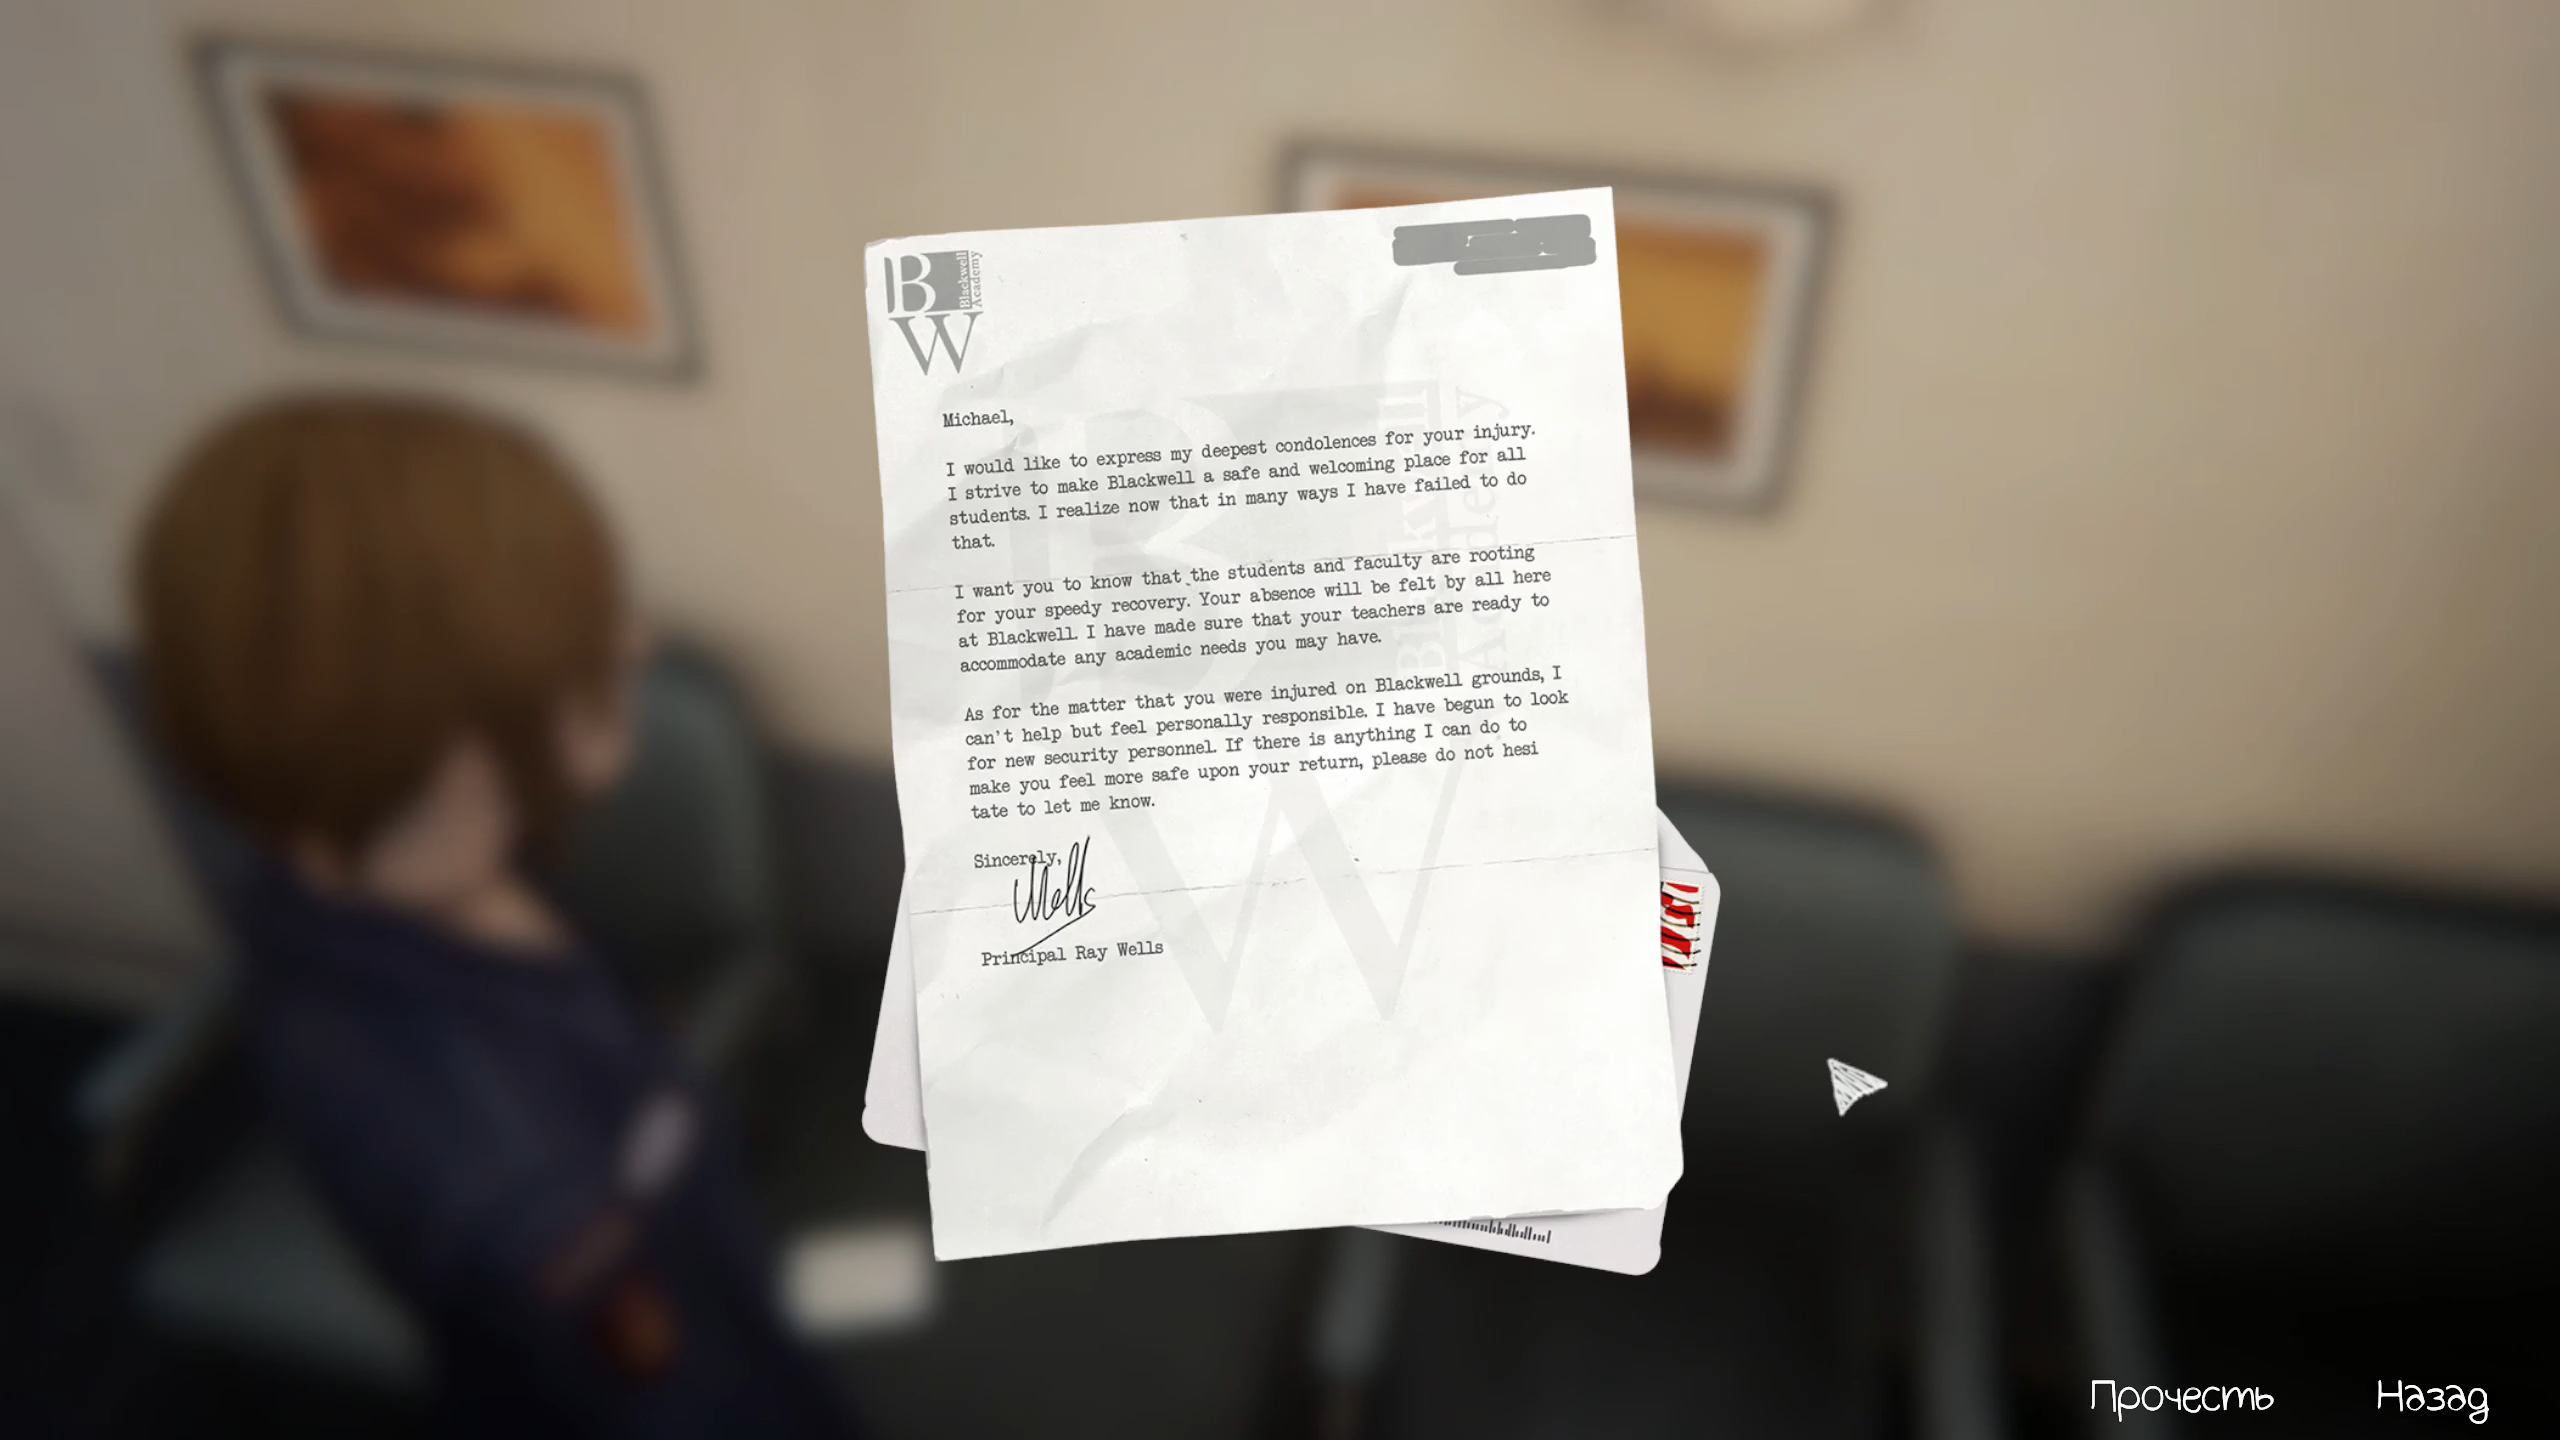 B
Blackwell
Academy
W
Michael,
I would like to express my deepest condolences for your injury.
I strive to make Blackwell a safe and welcoming place for all
students. I realize now that in many ways I have failed to do
that.
I want you to know that the students and faculty are rooting
for your speedy recovery. Your absence will be felt by all here
at Blackwell. I have made sure that your teachers are ready to
accommodate any academic needs you may have.
As for the matter that you were injured on Blackwell grounds, I
can't help but feel personally responsible. I have begun to look
for new security personnel. If there is anything I can do to
make you feel more safe upon your return, please do not hesi
tate to let me know.
Sincerely,
Wells
Principal Ray Wells
Прочесть
Назад